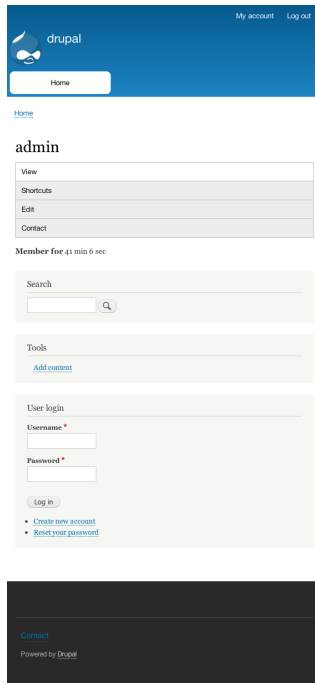 My account Log out
drupal
Home
Home
admin
View
Shortcuts
Edit
Contact
Member for 41 min 6 sec
Search
Tools
Add content
User login
Username *
Password *
Log in
Create new account
Reset your password
Contact
Powered by Drupal